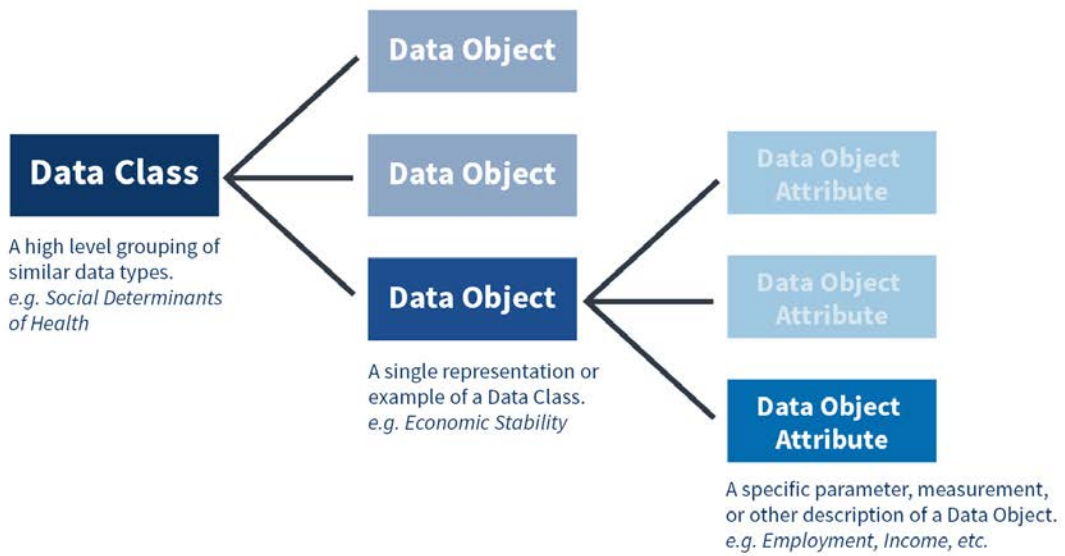 Data Object
Data Class
A high level grouping of
similar data types.
e.g. Social Determinants
of Health
Data Object
Data Object
A single representation or
example of a Data Class.
e.g. Economic Stability
Data Object
Attribute
Data Object
Attribute
Data Object
Attribute
A specific parameter, measurement,
or other description of a Data Object.
e.g. Employment, Income, etc.